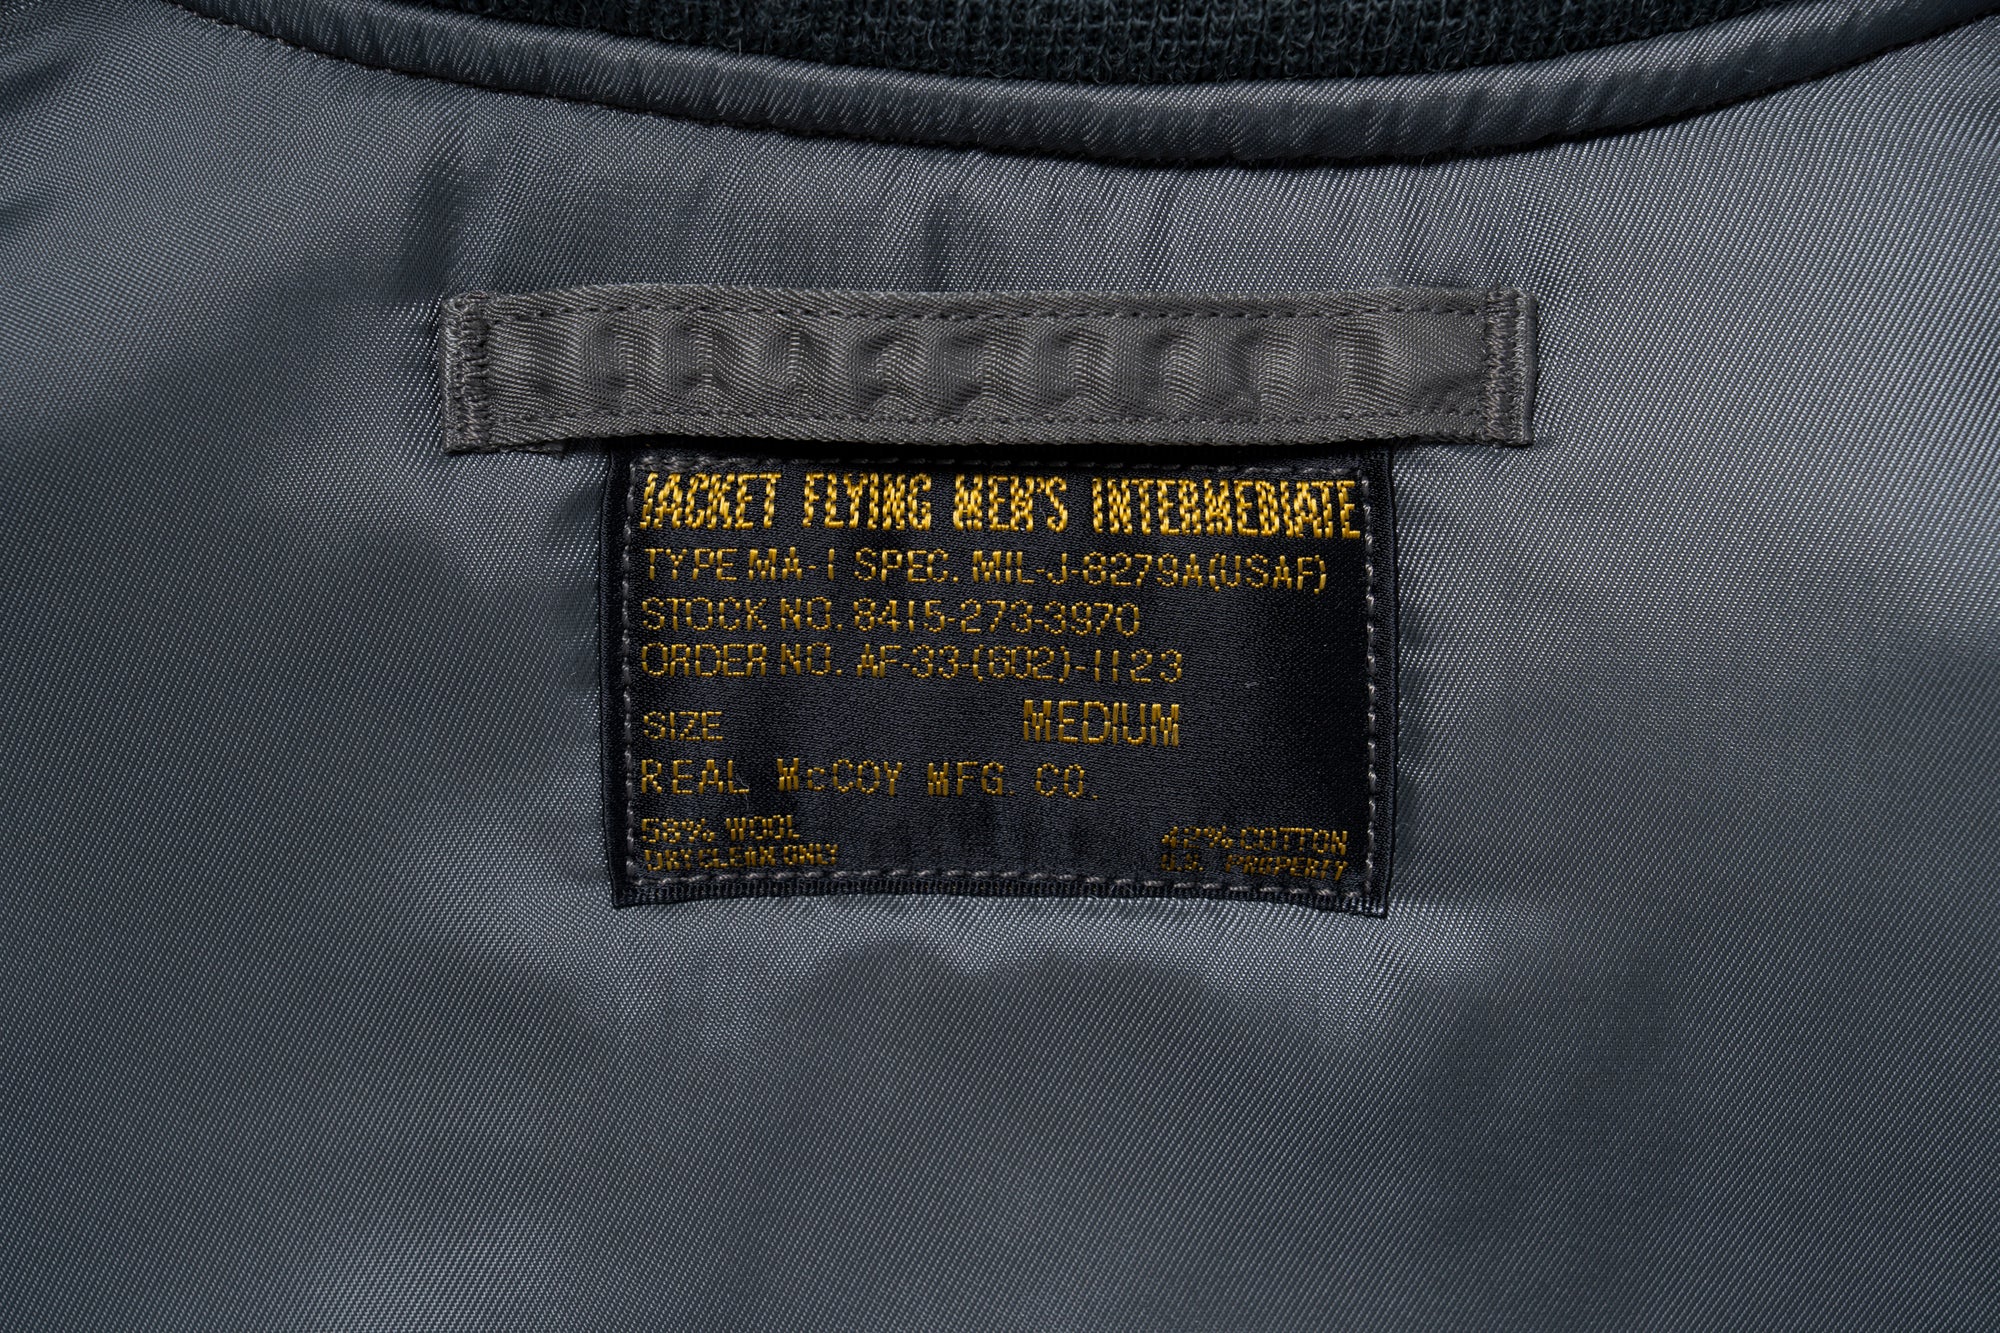 JACKET FLYING MEN'S INTERMEDIATE
TYPE MA-1 SPEC. MIL-J-8279A(USAF)
STOCK NO. 8415-273-3970
ORDER NO. AF-33-(602)-1123
SIZE MEDIUM
REAL McCOY MFG. CO.
58% WOOL 42% COTTON
DRY CLEAN ONLY U.S. PROPERTY